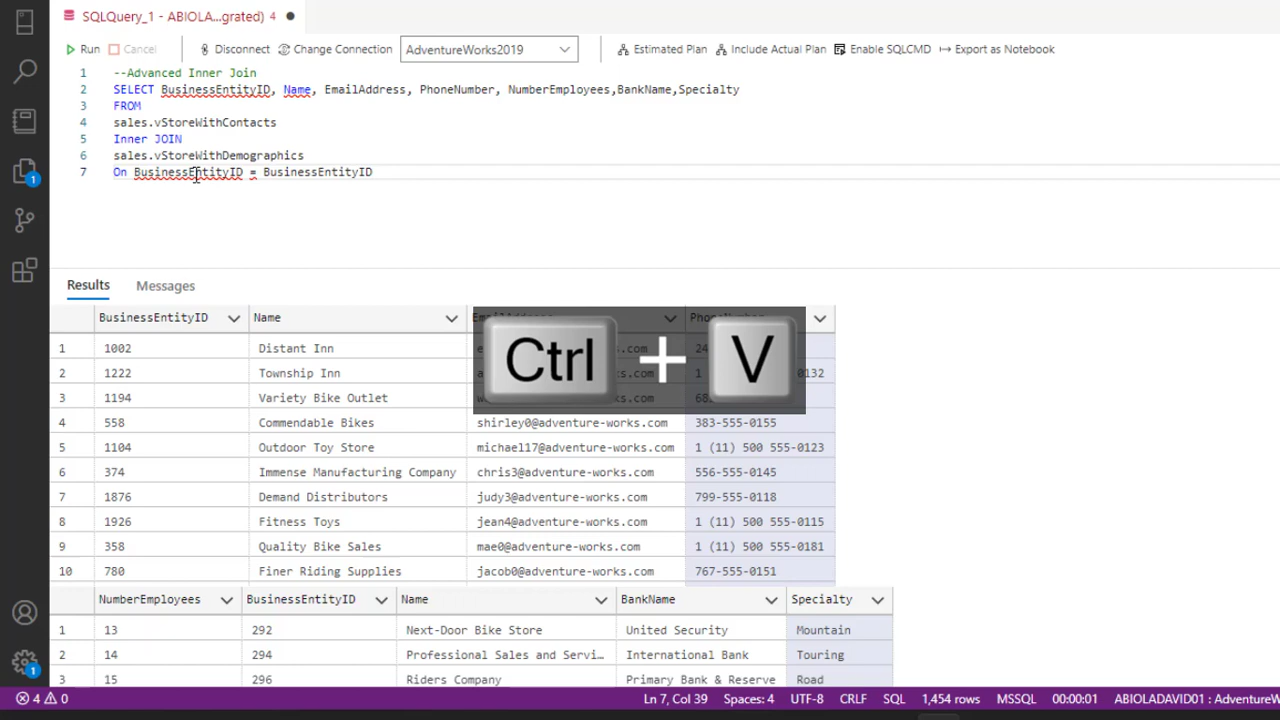 SQLQuery_1 - ABIOLA...grated) 4
Run Cancel Disconnect Change Connection AdventureWorks2019 Estimated Plan Include Actual Plan Enable SQLCMD Export as Notebook
1 --Advanced Inner Join
2 SELECT BusinessEntityID, Name, EmailAddress, PhoneNumber, NumberEmployees,BankName,Specialty
3 FROM
4 sales.vStoreWithContacts
5 Inner JOIN
6 sales.vStoreWithDemographics
7 On BusinessEntityID = BusinessEntityID
1
Results Messages
BusinessEntityID Name EmailAddress PhoneNumber
Ctrl + V
1 1002 Distant Inn .com
2 1222 Township Inn .com 0132
3 1194 Variety Bike Outlet .com
4 558 Commendable Bikes shirley0@adventure-works.com 383-555-0155
5 1104 Outdoor Toy Store michael17@adventure-works.com 1 (11) 500 555-0123
6 374 Immense Manufacturing Company chris3@adventure-works.com 556-555-0145
7 1876 Demand Distributors judy3@adventure-works.com 799-555-0118
8 1926 Fitness Toys jean4@adventure-works.com 1 (11) 500 555-0115
9 358 Quality Bike Sales mae0@adventure-works.com 1 (11) 500 555-0181
10 780 Finer Riding Supplies jacob0@adventure-works.com 767-555-0151
NumberEmployees BusinessEntityID Name BankName Specialty
1 13 292 Next-Door Bike Store United Security Mountain
2 14 294 Professional Sales and Servi… International Bank Touring
3 15 296 Riders Company Primary Bank & Reserve Road
1
4 0 Ln 7, Col 39 Spaces: 4 UTF-8 CRLF SQL 1,454 rows MSSQL 00:00:01 ABIOLADAVID01 : AdventureW